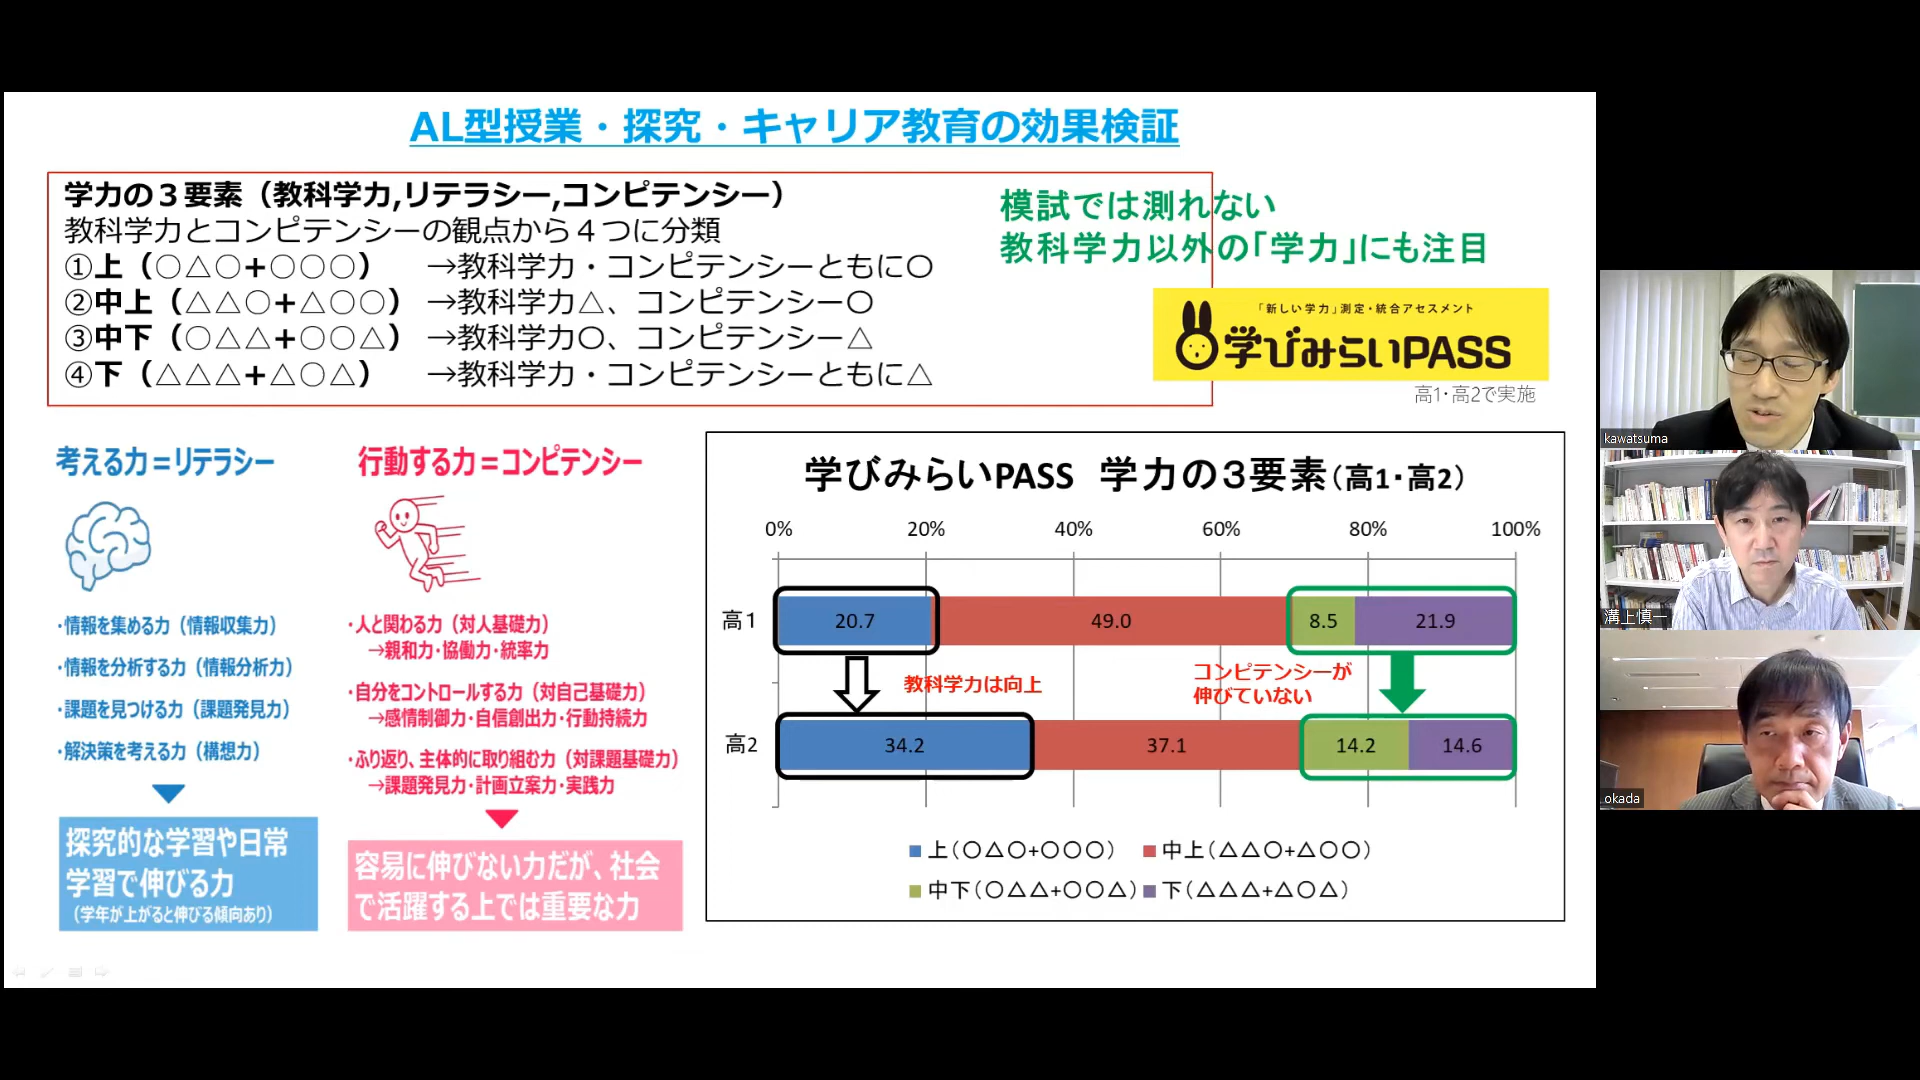 AL型授業・探究・キャリア教育の効果検証
学力の３要素（教科学力,リテラシー,コンピテンシー）
教科学力とコンピテンシーの観点から４つに分類
①上（○△○+○○○）　→教科学力・コンピテンシーともに〇
②中上（△△○+△○○）→教科学力△、コンピテンシー〇
③中下（○△△+○○△）→教科学力〇、コンピテンシー△
④下（△△△+△○△）　→教科学力・コンピテンシーともに△
模試では測れない
教科学力以外の「学力」にも注目
「新しい学力」測定・統合アセスメント
学びみらいPASS
高1・高2で実施
考える力＝リテラシー
・情報を集める力（情報収集力）
・情報を分析する力（情報分析力）
・課題を見つける力（課題発見力）
・解決策を考える力（構想力）
探究的な学習や日常
学習で伸びる力
（学年が上がると伸びる傾向あり）
行動する力＝コンピテンシー
・人と関わる力（対人基礎力）
→親和力・協働力・統率力
・自分をコントロールする力（対自己基礎力）
→感情制御力・自信創出力・行動持続力
・ふり返り、主体的に取り組む力（対課題基礎力）
→課題発見力・計画立案力・実践力
容易に伸びない力だが、社会
で活躍する上では重要な力
学びみらいPASS　学力の３要素（高1・高2）
0% 20% 40% 60% 80% 100%
高1 20.7 49.0 8.5 21.9
教科学力は向上
コンピテンシーが
伸びていない
高2 34.2 37.1 14.2 14.6
上（○△○+○○○） 中上（△△○+△○○）
中下（○△△+○○△） 下（△△△+△○△）
kawatsuma
溝上慎一
okada